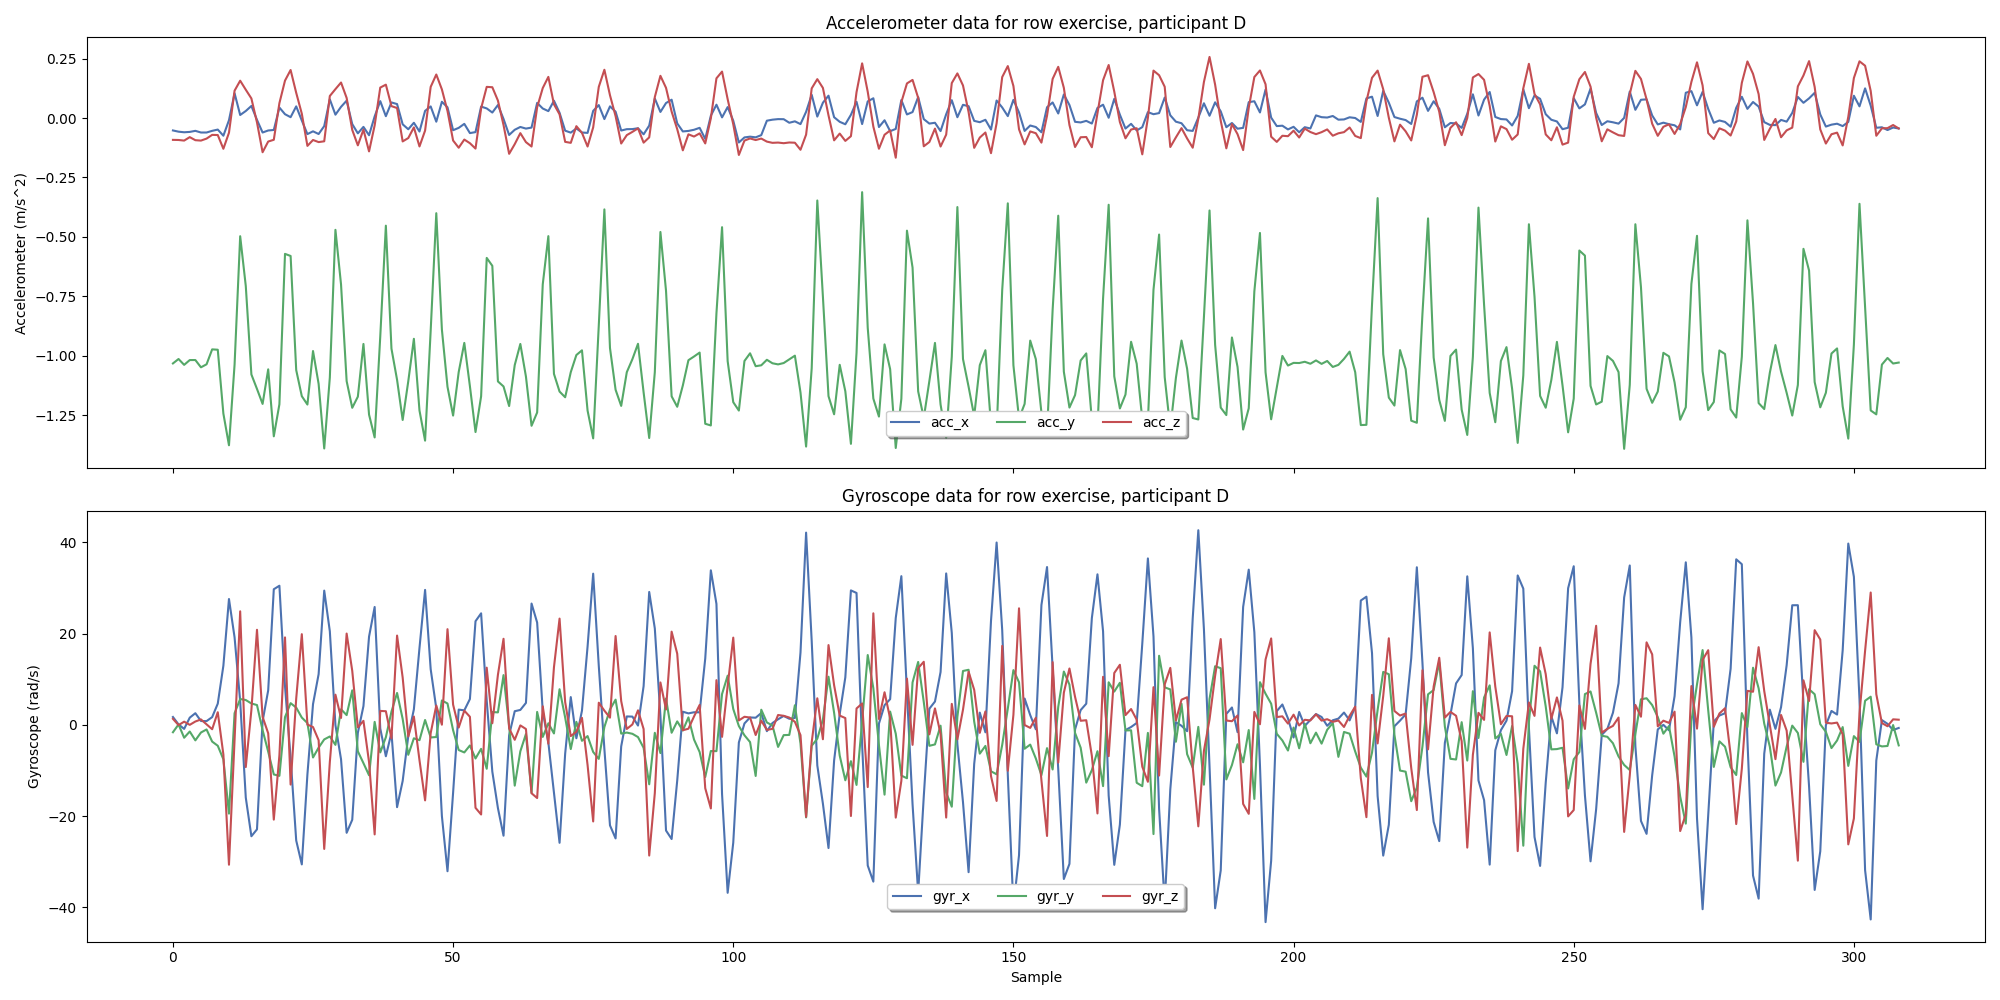 Accelerometer data for row exercise, participant D
Accelerometer (m/s^2)
0.25
0.00
−0.25
−0.50
−0.75
−1.00
−1.25
acc_x acc_y acc_z
Gyroscope data for row exercise, participant D
Gyroscope (rad/s)
40
20
0
−20
−40
gyr_x gyr_y gyr_z
0 50 100 150 200 250 300
Sample